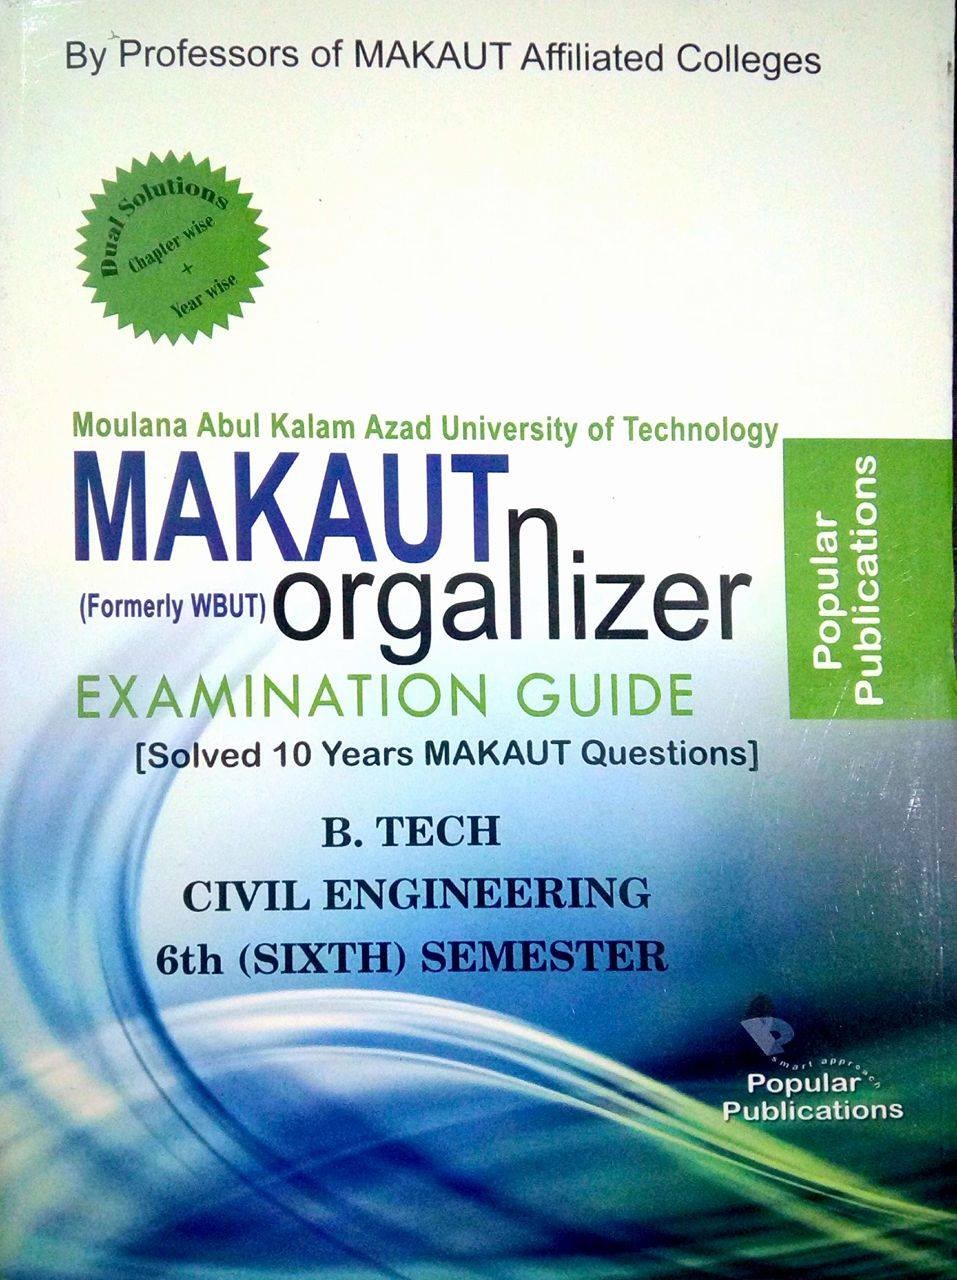 By Professors of MAKAUT Affiliated Colleges
Dual Solutions
Chapter wise
+
Year wise
Moulana Abul Kalam Azad University of Technology
MAKAUT
(Formerly WBUT) organizer
EXAMINATION GUIDE
[Solved 10 Years MAKAUT Questions]
Popular
Publications
B. TECH
CIVIL ENGINEERING
6th (SIXTH) SEMESTER
smart approach
Popular
Publications